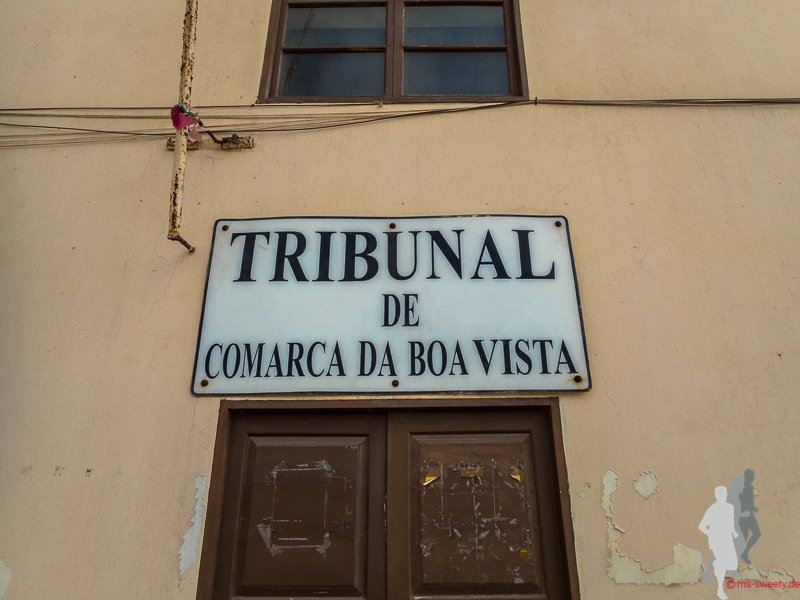 TRIBUNAL
DE
COMARCA DA BOA VISTA
© ms-sweety.de